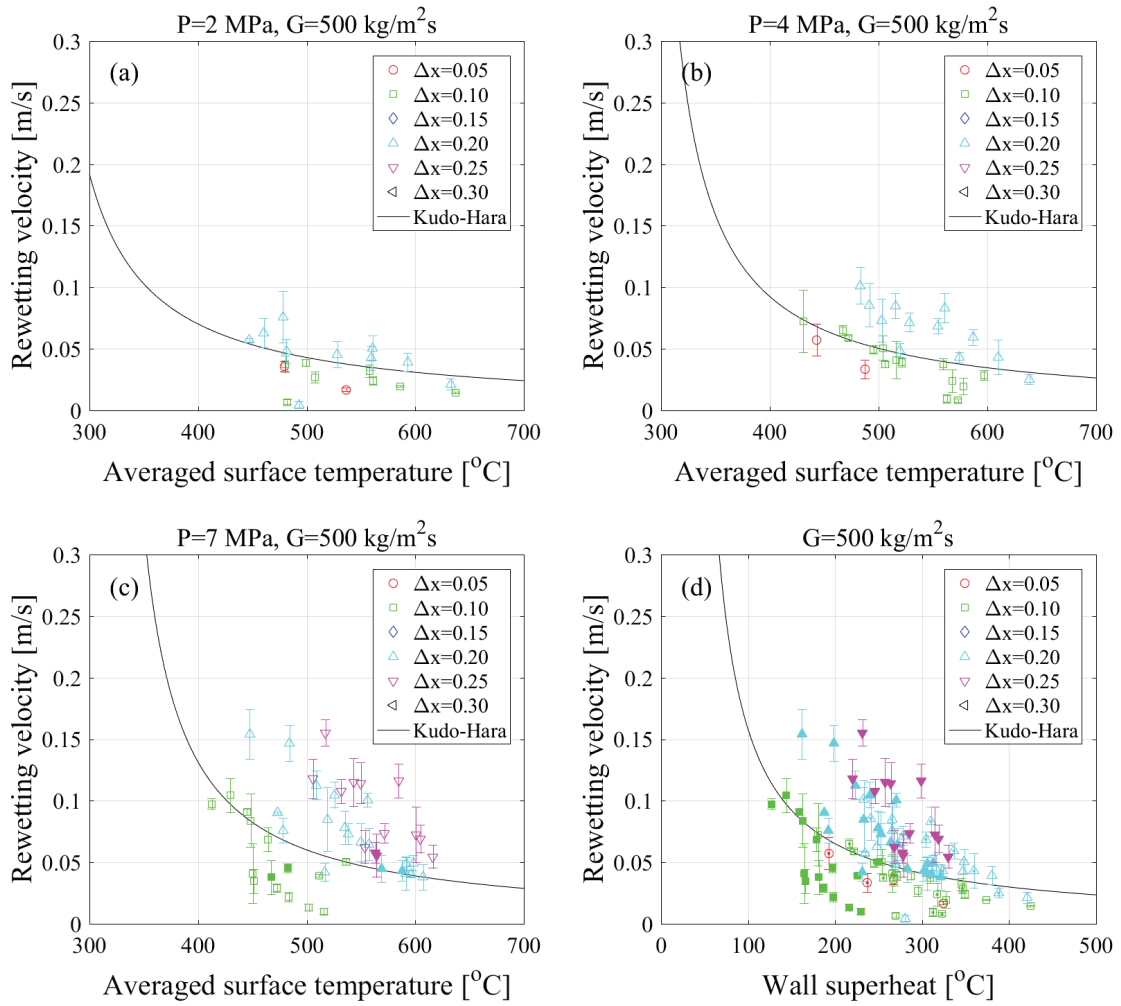 P=2 MPa, G=500 kg/m²s
(a)
Δx=0.05
Δx=0.10
Δx=0.15
Δx=0.20
Δx=0.25
Δx=0.30
Kudo-Hara
Rewetting velocity [m/s]
0.3
0.25
0.2
0.15
0.1
0.05
0
300 400 500 600 700
Averaged surface temperature [°C]
P=4 MPa, G=500 kg/m²s
(b)
Δx=0.05
Δx=0.10
Δx=0.15
Δx=0.20
Δx=0.25
Δx=0.30
Kudo-Hara
Rewetting velocity [m/s]
0.3
0.25
0.2
0.15
0.1
0.05
0
300 400 500 600 700
Averaged surface temperature [°C]
P=7 MPa, G=500 kg/m²s
(c)
Δx=0.05
Δx=0.10
Δx=0.15
Δx=0.20
Δx=0.25
Δx=0.30
Kudo-Hara
Rewetting velocity [m/s]
0.3
0.25
0.2
0.15
0.1
0.05
0
300 400 500 600 700
Averaged surface temperature [°C]
G=500 kg/m²s
(d)
Δx=0.05
Δx=0.10
Δx=0.15
Δx=0.20
Δx=0.25
Δx=0.30
Kudo-Hara
Rewetting velocity [m/s]
0.3
0.25
0.2
0.15
0.1
0.05
0
0 100 200 300 400 500
Wall superheat [°C]